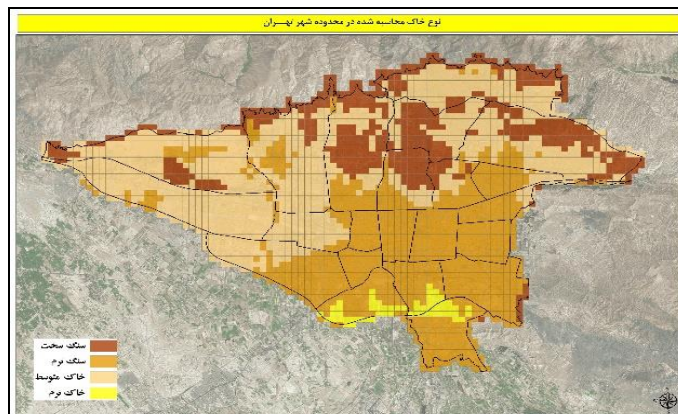 نوع خاک محاسبه شده در محدوده شهر تهران
سنگ سخت
سنگ نرم
خاک متوسط
خاک نرم